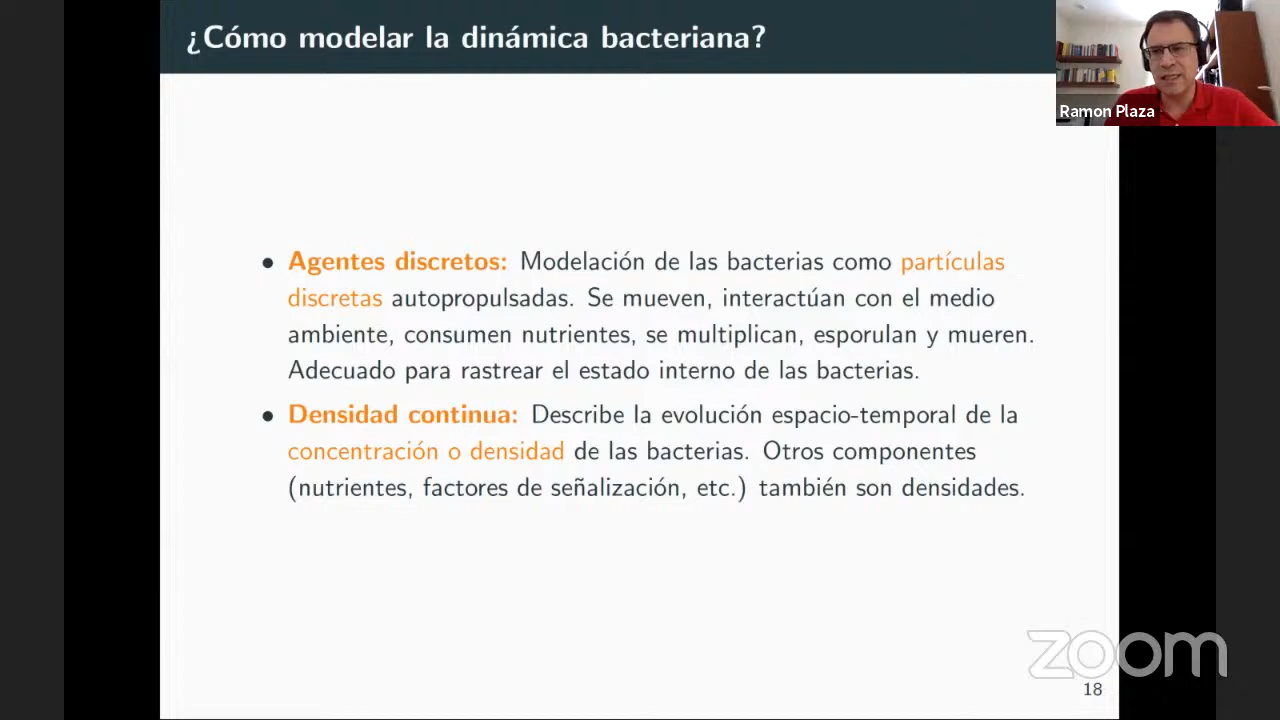 ¿Cómo modelar la dinámica bacteriana?
Ramon Plaza
• Agentes discretos: Modelación de las bacterias como partículas
discretas autopropulsadas. Se mueven, interactúan con el medio
ambiente, consumen nutrientes, se multiplican, esporulan y mueren.
Adecuado para rastrear el estado interno de las bacterias.
• Densidad continua: Describe la evolución espacio-temporal de la
concentración o densidad de las bacterias. Otros componentes
(nutrientes, factores de señalización, etc.) también son densidades.
zoom
18